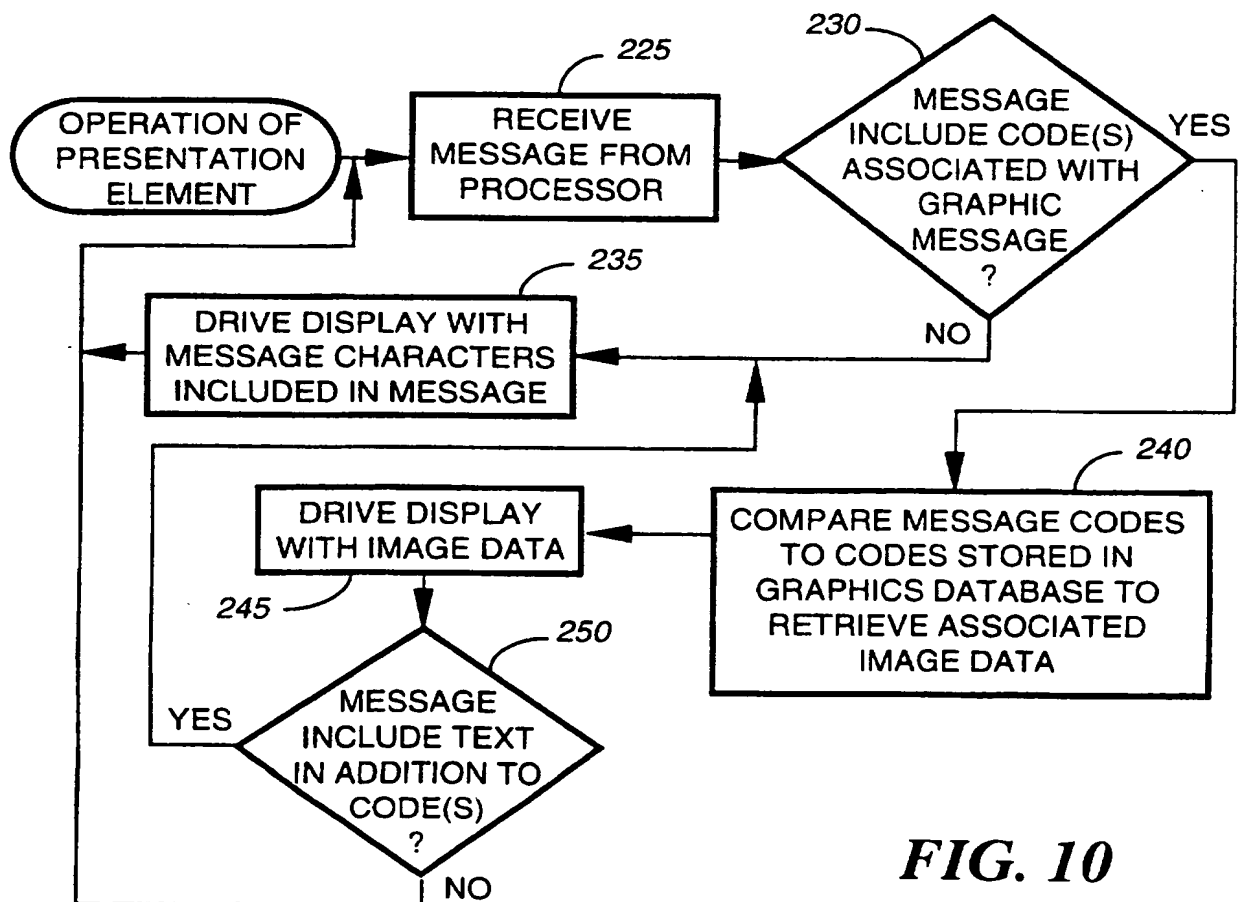 OPERATION OF
PRESENTATION
ELEMENT
225
RECEIVE
MESSAGE FROM
PROCESSOR
230
MESSAGE
INCLUDE CODE(S)
ASSOCIATED WITH
GRAPHIC
MESSAGE
?
YES
NO
235
DRIVE DISPLAY WITH
MESSAGE CHARACTERS
INCLUDED IN MESSAGE
240
COMPARE MESSAGE CODES
TO CODES STORED IN
GRAPHICS DATABASE TO
RETRIEVE ASSOCIATED
IMAGE DATA
DRIVE DISPLAY
WITH IMAGE DATA
245
250
MESSAGE
INCLUDE TEXT
IN ADDITION TO
CODE(S)
?
YES
NO
FIG. 10